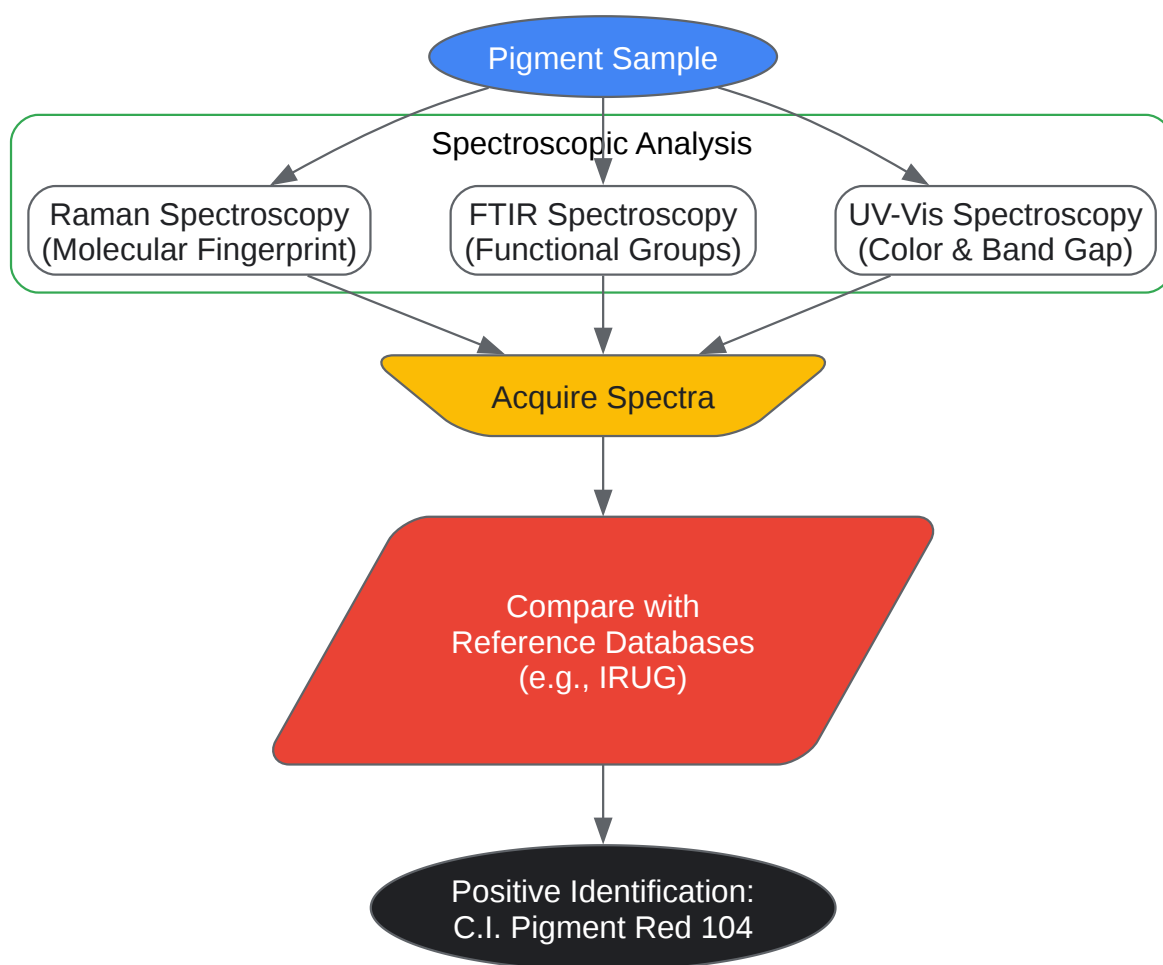 Pigment Sample
Spectroscopic Analysis
Raman Spectroscopy
(Molecular Fingerprint)
FTIR Spectroscopy
(Functional Groups)
UV-Vis Spectroscopy
(Color & Band Gap)
Acquire Spectra
Compare with
Reference Databases
(e.g., IRUG)
Positive Identification:
C.I. Pigment Red 104